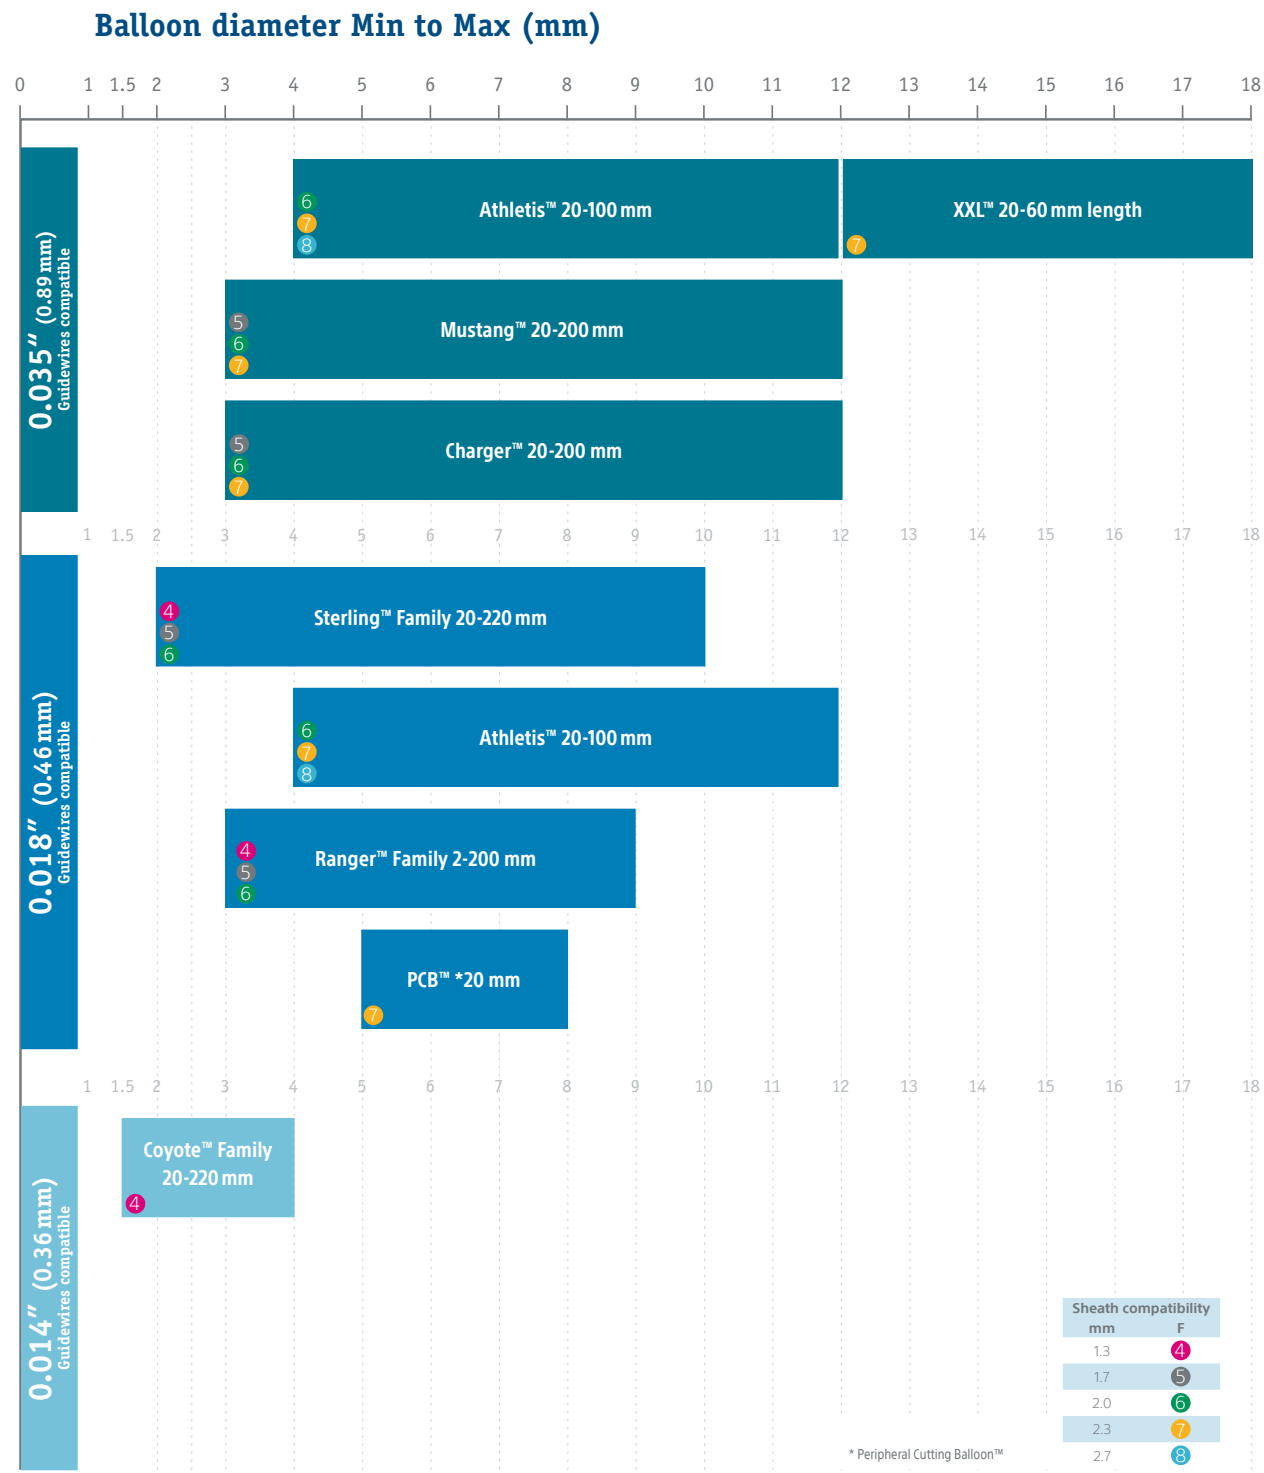 Balloon diameter Min to Max (mm)
0 1 1.5 2 3 4 5 6 7 8 9 10 11 12 13 14 15 16 17 18
0.035″ (0.89 mm)
Guidewires compatible
Athletis™ 20-100 mm
6
7
8
XXL™ 20-60 mm length
7
Mustang™ 20-200 mm
5
6
7
Charger™ 20-200 mm
5
6
7
1 1.5 2 3 4 5 6 7 8 9 10 11 12 13 14 15 16 17 18
0.018″ (0.46 mm)
Guidewires compatible
Sterling™ Family 20-220 mm
4
5
6
Athletis™ 20-100 mm
6
7
8
Ranger™ Family 2-200 mm
4
5
6
PCB™ *20 mm
7
1 1.5 2 3 4 5 6 7 8 9 10 11 12 13 14 15 16 17 18
0.014″ (0.36 mm)
Guidewires compatible
Coyote™ Family
20-220 mm
4
Sheath compatibility
mm F
1.3 4
1.7 5
2.0 6
2.3 7
2.7 8
* Peripheral Cutting Balloon™